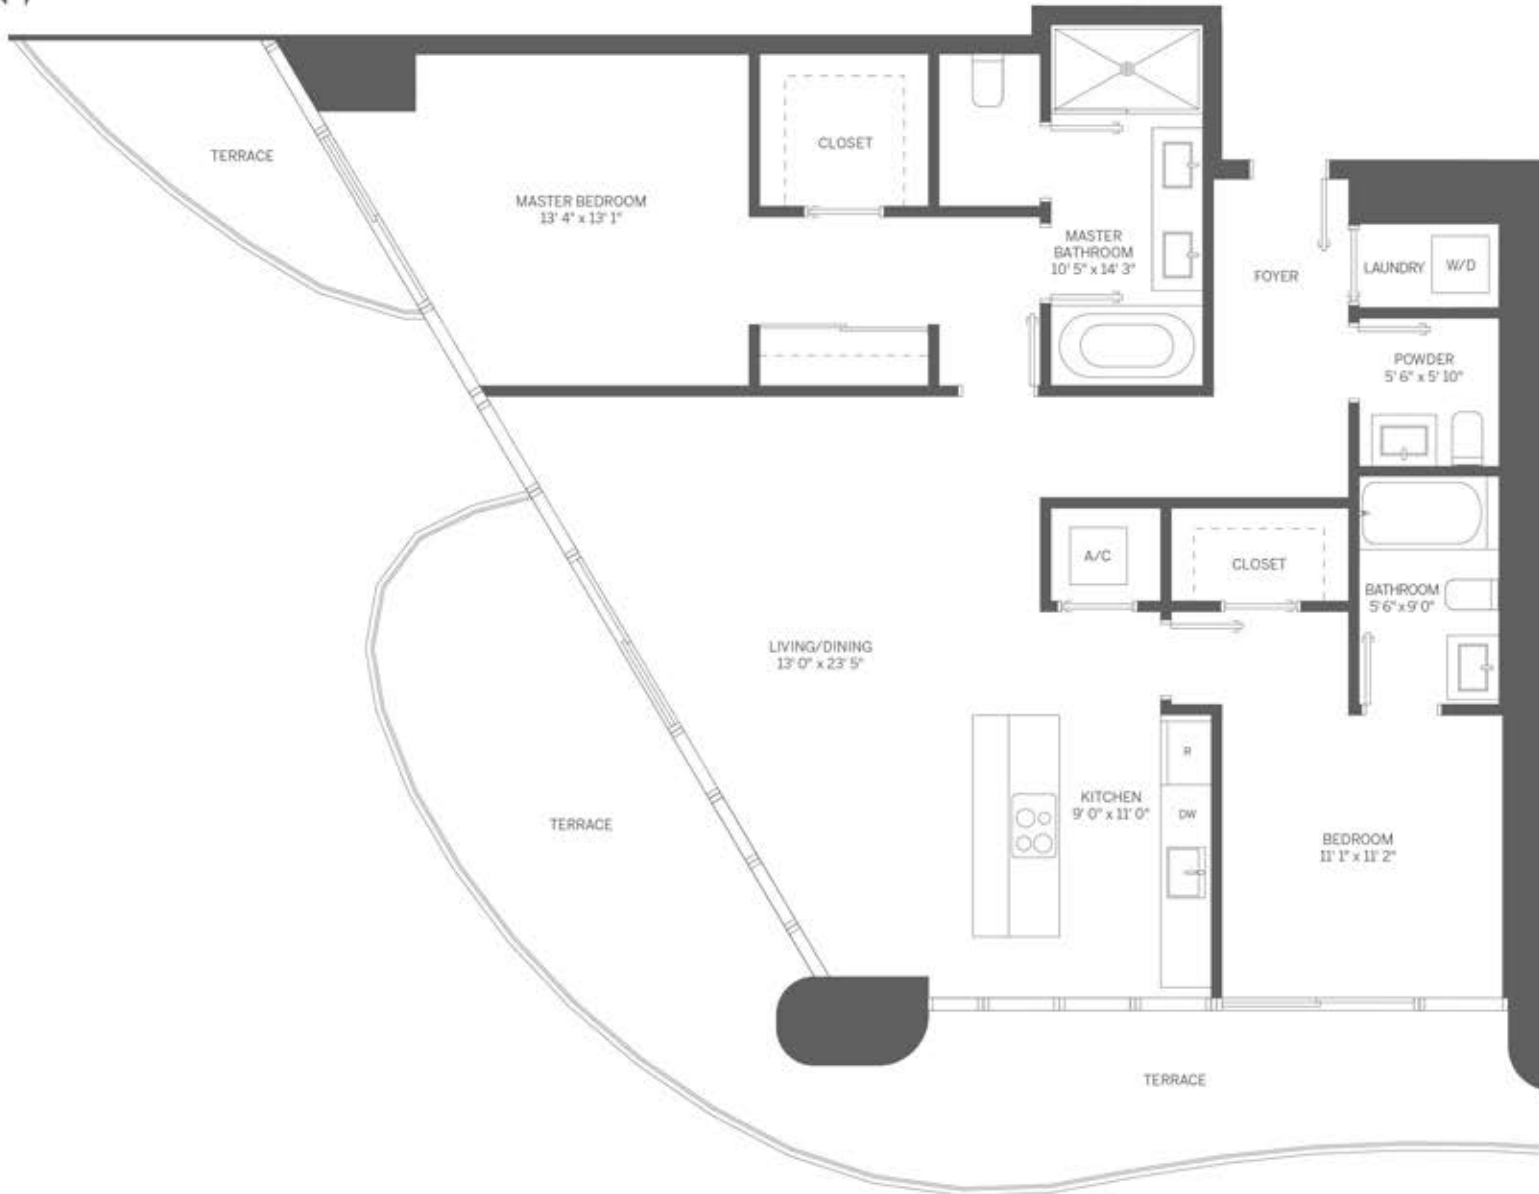 TERRACE
CLOSET
MASTER BEDROOM
13' 4" x 13' 1"
MASTER
BATHROOM
10' 5" x 14' 3"
FOYER
LAUNDRY
W/D
POWDER
5' 6" x 5' 10"
A/C
CLOSET
BATHROOM
5' 6" x 9' 0"
LIVING/DINING
13' 0" x 23' 5"
R
KITCHEN
9' 0" x 11' 0"
DW
TERRACE
BEDROOM
11' 1" x 11' 2"
TERRACE